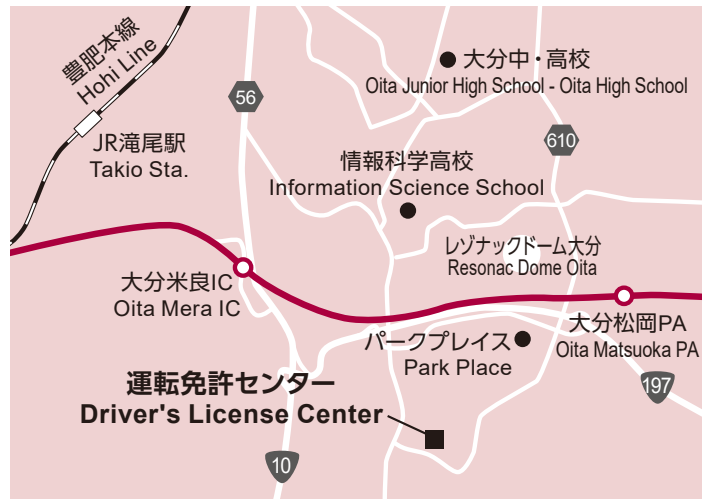 豊肥本線
Hohi Line
56
大分中・高校
Oita Junior High School - Oita High School
JR滝尾駅
Takio Sta.
610
情報科学高校
Information Science School
レゾナックドーム大分
Resonac Dome Oita
大分米良IC
Oita Mera IC
大分松岡PA
Oita Matsuoka PA
パークプレイス
Park Place
運転免許センター
Driver's License Center
197
10